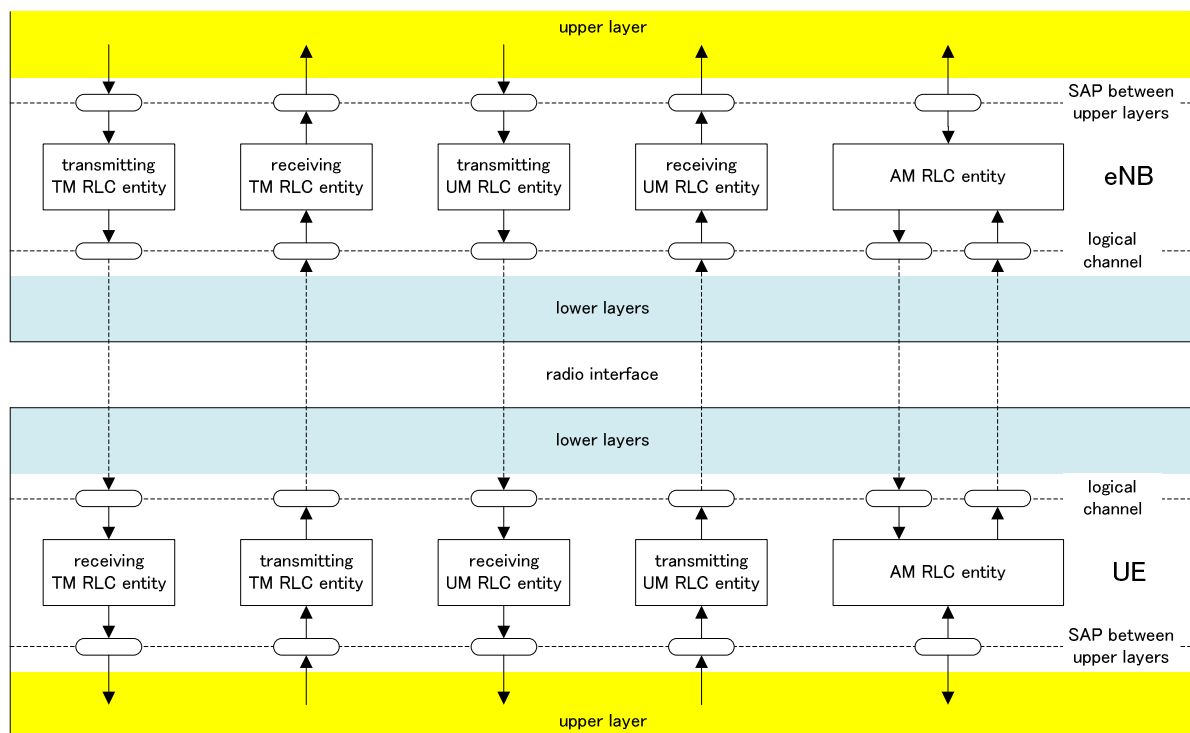 upper layer
SAP between
upper layers
transmitting
TM RLC entity
receiving
TM RLC entity
transmitting
UM RLC entity
receiving
UM RLC entity
AM RLC entity
eNB
logical
channel
lower layers
radio interface
lower layers
logical
channel
receiving
TM RLC entity
transmitting
TM RLC entity
receiving
UM RLC entity
transmitting
UM RLC entity
AM RLC entity
UE
SAP between
upper layers
upper layer